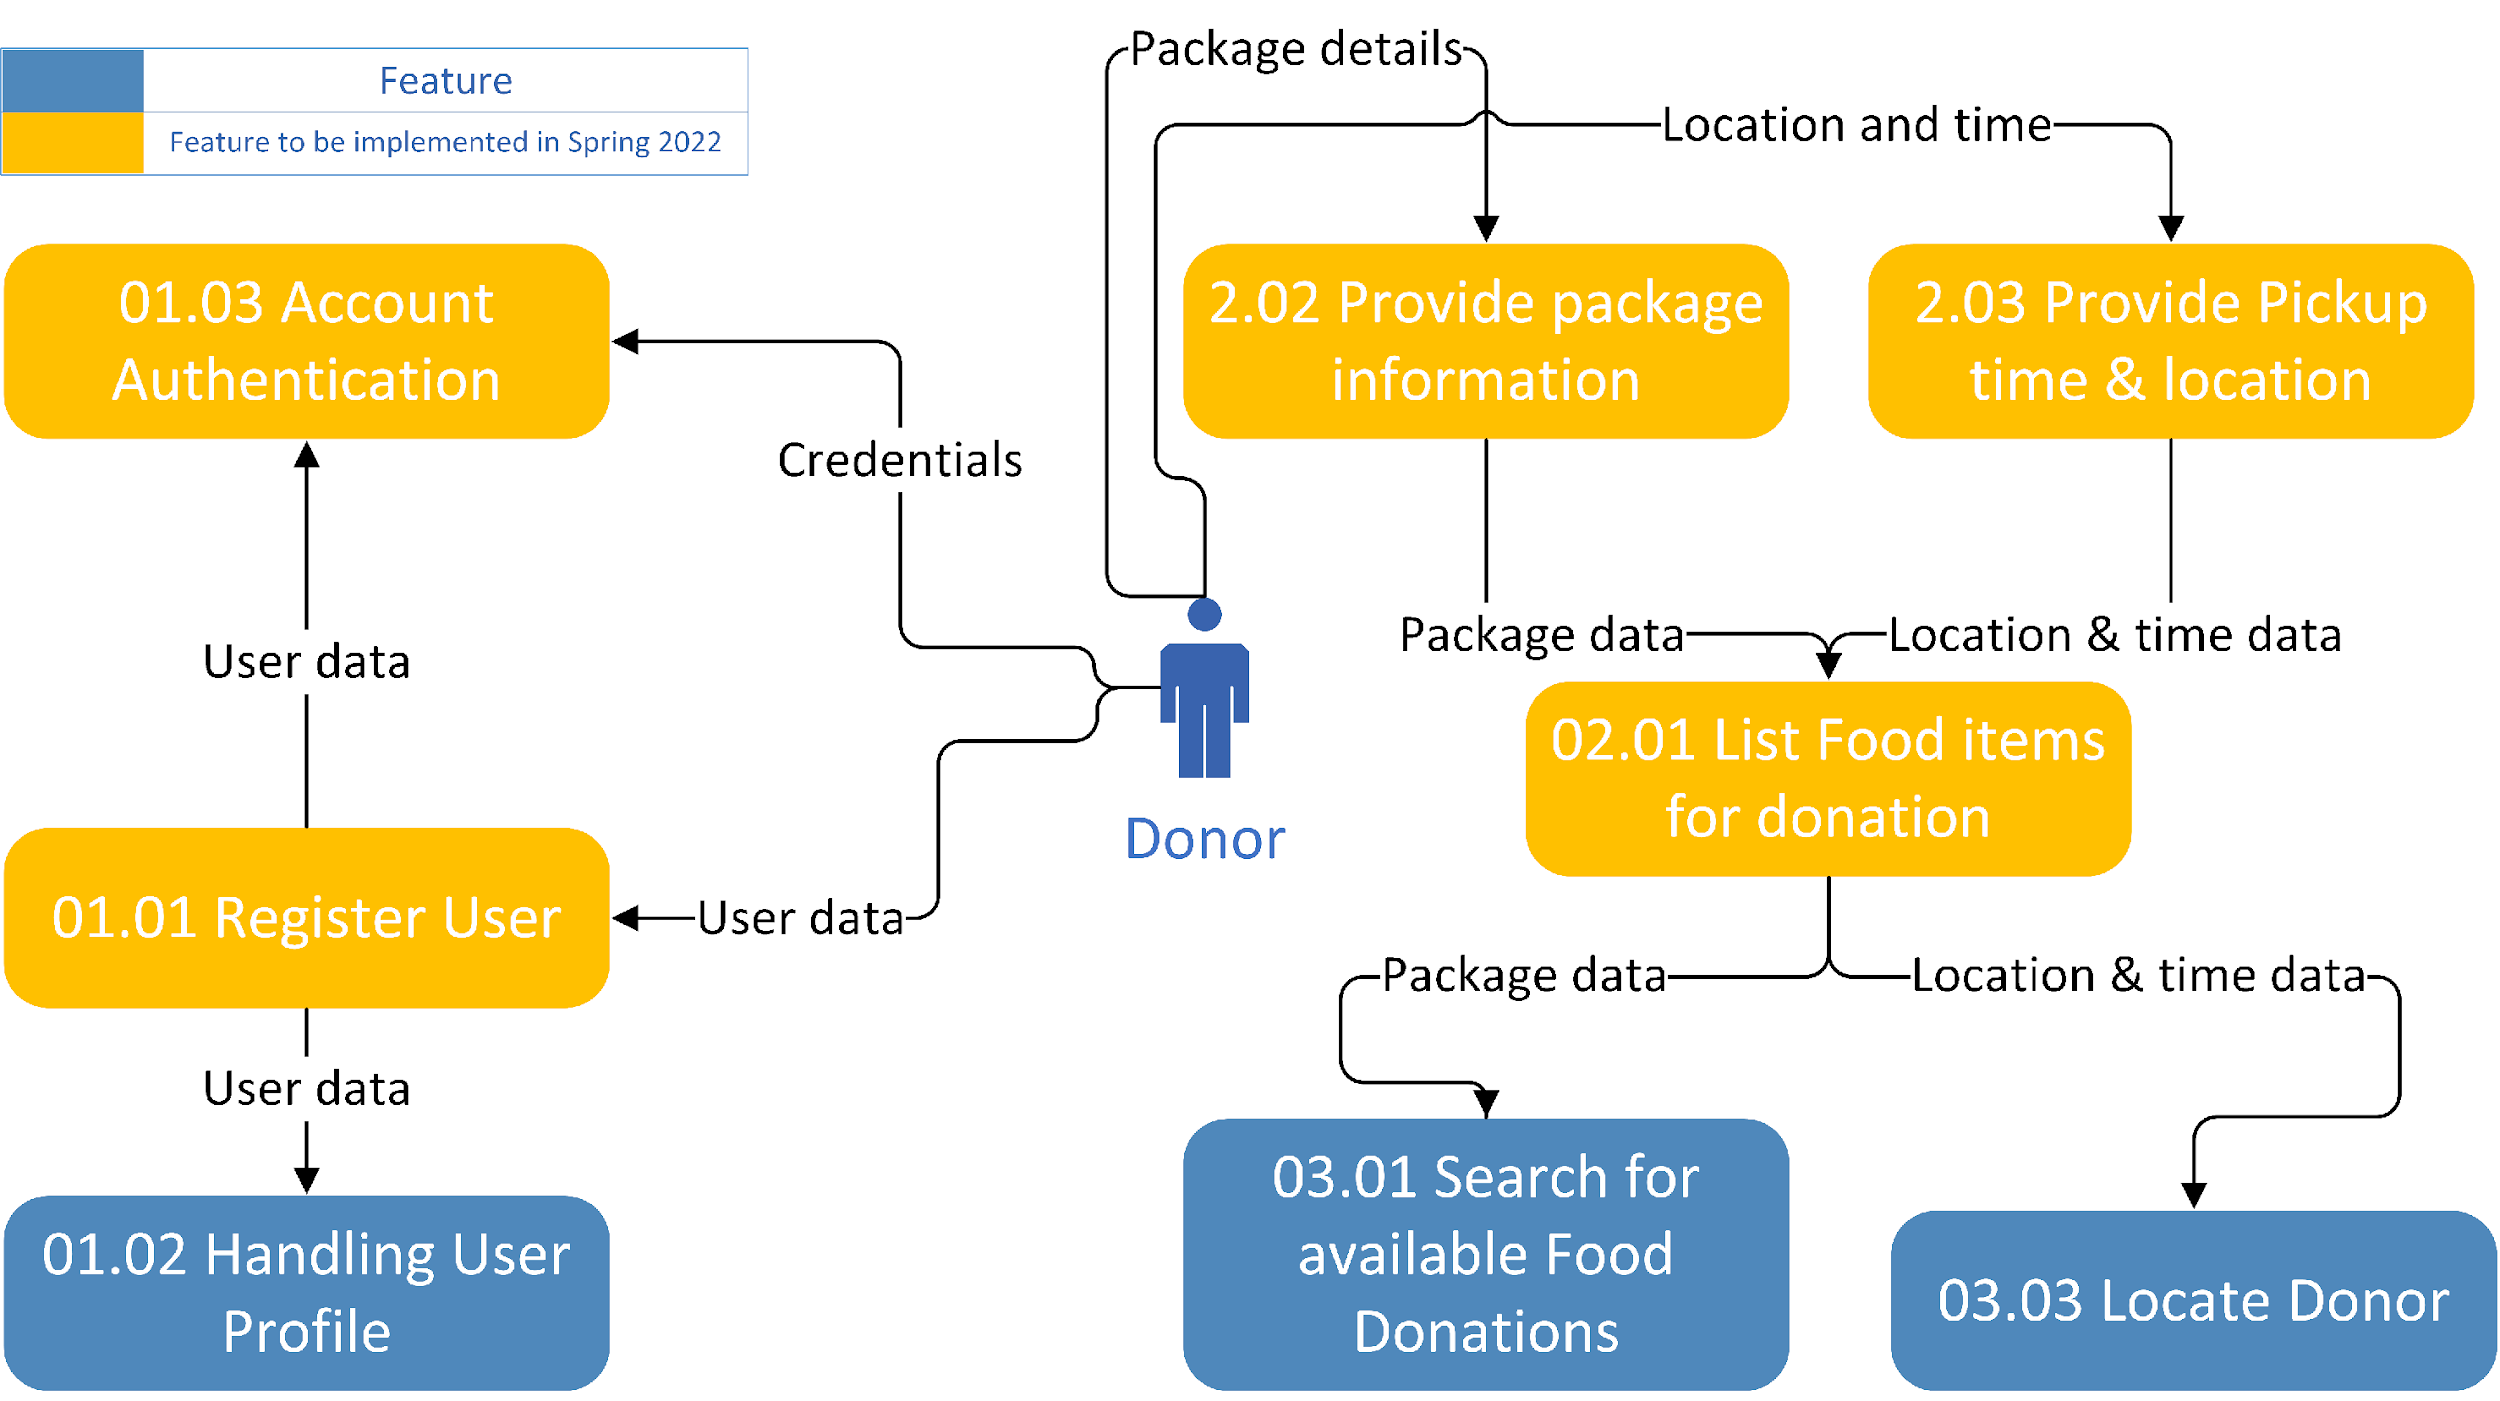 Package details
Feature
Feature to be implemented in Spring 2022
Location and time
01.03 Account
Authentication
2.02 Provide package
information
2.03 Provide Pickup
time & location
Credentials
User data
Package data
Location & time data
02.01 List Food items
for donation
Donor
01.01 Register User
User data
Package data
Location & time data
User data
01.02 Handling User
Profile
03.01 Search for
available Food
Donations
03.03 Locate Donor